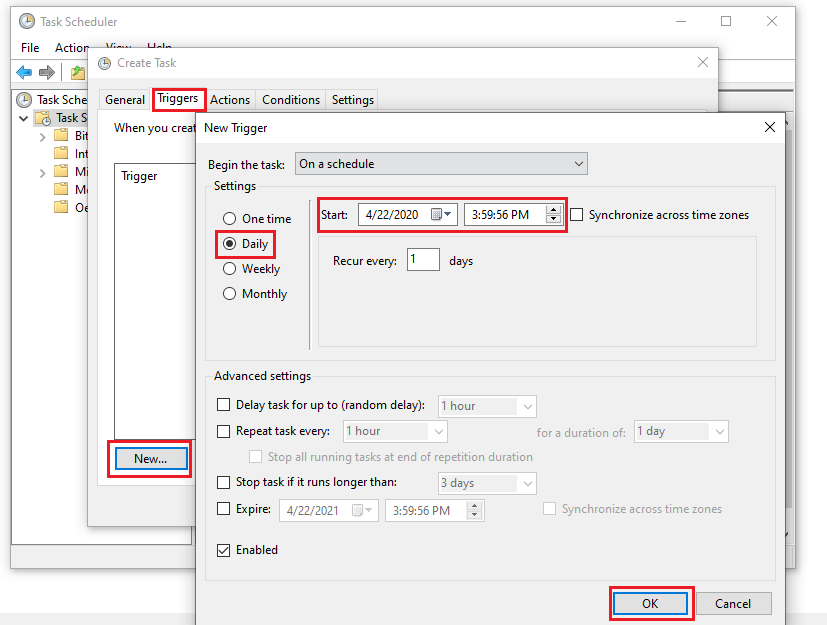 Task Scheduler
File Action View Help
Create Task
Task Sche
Task S
Bit
Int
Mi
Me
Oe
General Triggers Actions Conditions Settings
When you creat
Trigger
New...
New Trigger
Begin the task: On a schedule
Settings
One time
Daily
Weekly
Monthly
Start: 4/22/2020 3:59:56 PM Synchronize across time zones
Recur every: 1 days
Advanced settings
Delay task for up to (random delay): 1 hour
Repeat task every: 1 hour for a duration of: 1 day
Stop all running tasks at end of repetition duration
Stop task if it runs longer than: 3 days
Expire: 4/22/2021 3:59:56 PM Synchronize across time zones
Enabled
OK Cancel